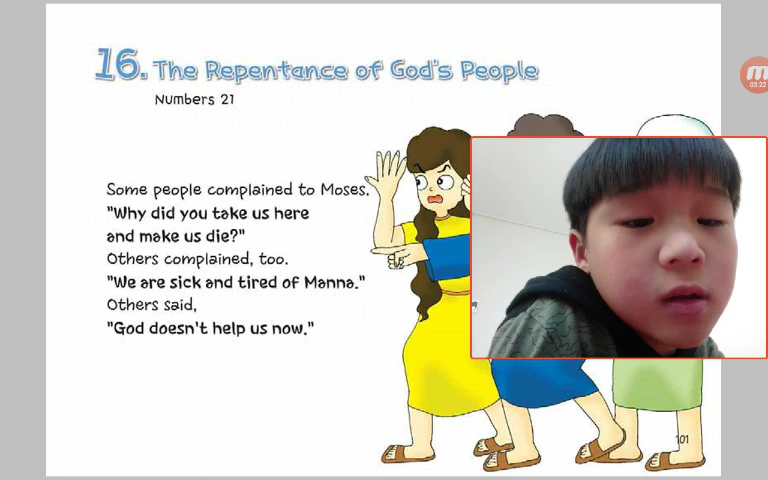 16. The Repentance of God's People
Numbers 21
Some people complained to Moses.
"Why did you take us here
and make us die?"
Others complained, too.
"We are sick and tired of Manna."
Others said,
"God doesn't help us now."
101
M
03:22